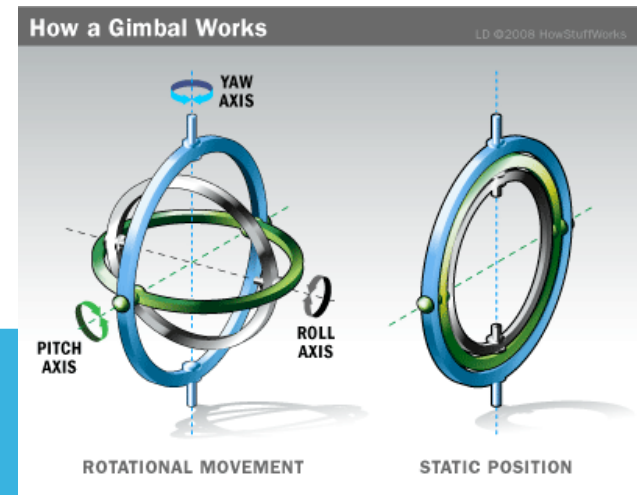 How a Gimbal Works
LD ©2008 HowStuffWorks
YAW
AXIS
PITCH
AXIS
ROLL
AXIS
ROTATIONAL MOVEMENT
STATIC POSITION